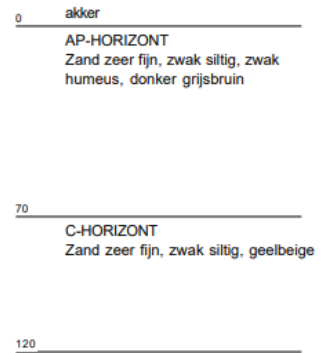 0 akker
AP-HORIZONT
Zand zeer fijn, zwak siltig, zwak
humeus, donker grijsbruin
70
C-HORIZONT
Zand zeer fijn, zwak siltig, geelbeige
120